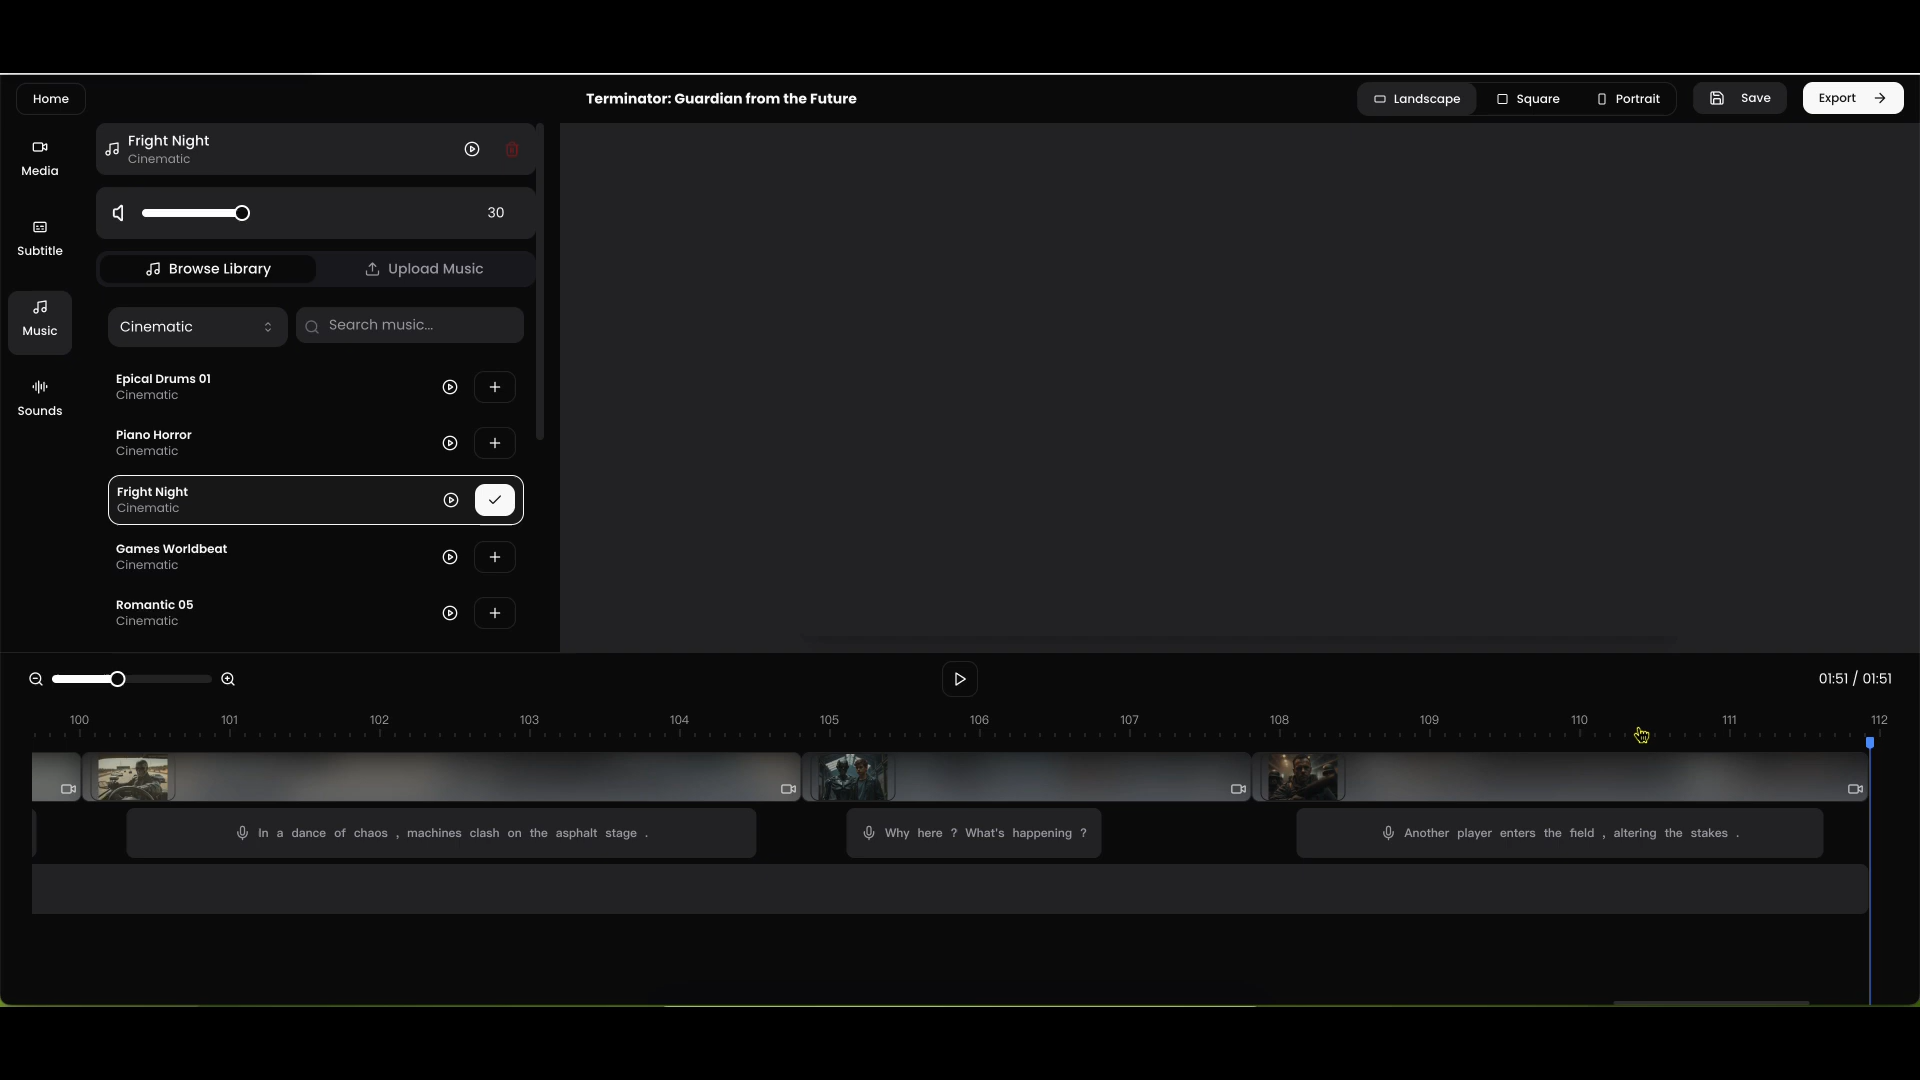 Home
Terminator: Guardian from the Future
Landscape
Square
Portrait
Save
Export
Media
Subtitle
Music
Sounds
Fright Night
Cinematic
30
Browse Library
Upload Music
Cinematic
Search music...
Epical Drums 01
Cinematic
Piano Horror
Cinematic
Fright Night
Cinematic
Games Worldbeat
Cinematic
Romantic 05
Cinematic
01:51 / 01:51
100 101 102 103 104 105 106 107 108 109 110 111 112
In a dance of chaos , machines clash on the asphalt stage .
Why here ? What's happening ?
Another player enters the field , altering the stakes .